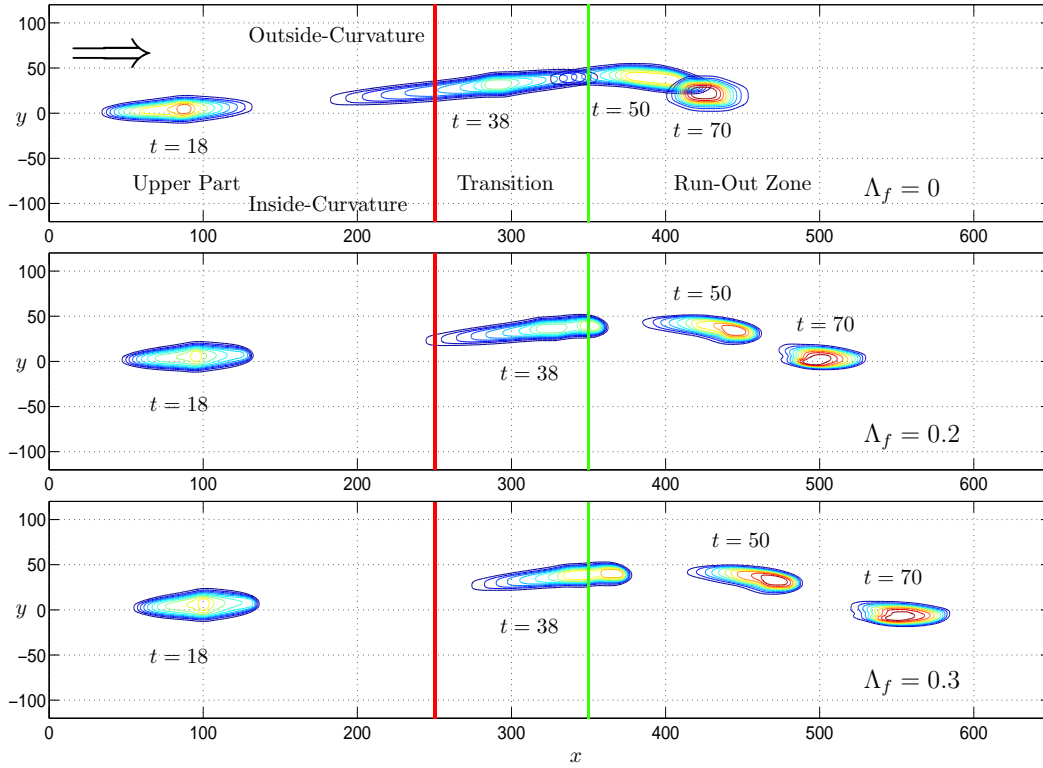 100
Outside-Curvature
50
y 0
t = 38
t = 50
t = 70
t = 18
−50
Upper Part
Transition
Run-Out Zone
Λf = 0
−100
Inside-Curvature
0 100 200 300 400 500 600
100
50
t = 50
t = 70
y 0
t = 38
t = 18
−50
Λf = 0.2
−100
0 100 200 300 400 500 600
100
t = 50
50
t = 70
y 0
t = 38
t = 18
−50
Λf = 0.3
−100
0 100 200 300 400 500 600
x